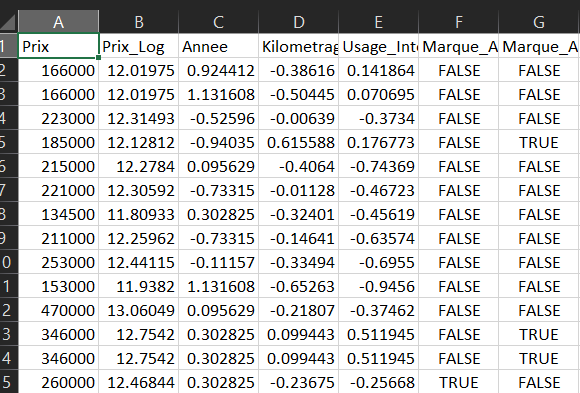 A B C D E F G
1 Prix Prix_Log Annee Kilometrag Usage_Int Marque_A Marque_A
2 166000 12.01975 0.924412 -0.38616 0.141864 FALSE FALSE
3 166000 12.01975 1.131608 -0.50445 0.070695 FALSE FALSE
4 223000 12.31493 -0.52596 -0.00639 -0.3734 FALSE FALSE
5 185000 12.12812 -0.94035 0.615588 0.176773 FALSE TRUE
6 215000 12.2784 0.095629 -0.4064 -0.74369 FALSE FALSE
7 221000 12.30592 -0.73315 -0.01128 -0.46723 FALSE FALSE
8 134500 11.80933 0.302825 -0.32401 -0.45619 FALSE FALSE
9 211000 12.25962 -0.73315 -0.14641 -0.63574 FALSE FALSE
0 253000 12.44115 -0.11157 -0.33494 -0.6955 FALSE FALSE
1 153000 11.9382 1.131608 -0.65263 -0.9456 FALSE FALSE
2 470000 13.06049 0.095629 -0.21807 -0.37462 FALSE FALSE
3 346000 12.7542 0.302825 0.099443 0.511945 FALSE TRUE
4 346000 12.7542 0.302825 0.099443 0.511945 FALSE TRUE
5 260000 12.46844 0.302825 -0.23675 -0.25668 TRUE FALSE